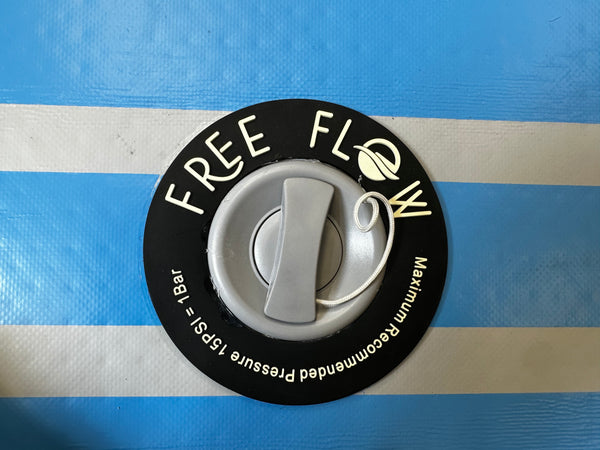 FREE FLOW
Maximum Recommended Pressure 15PSI = 1Bar